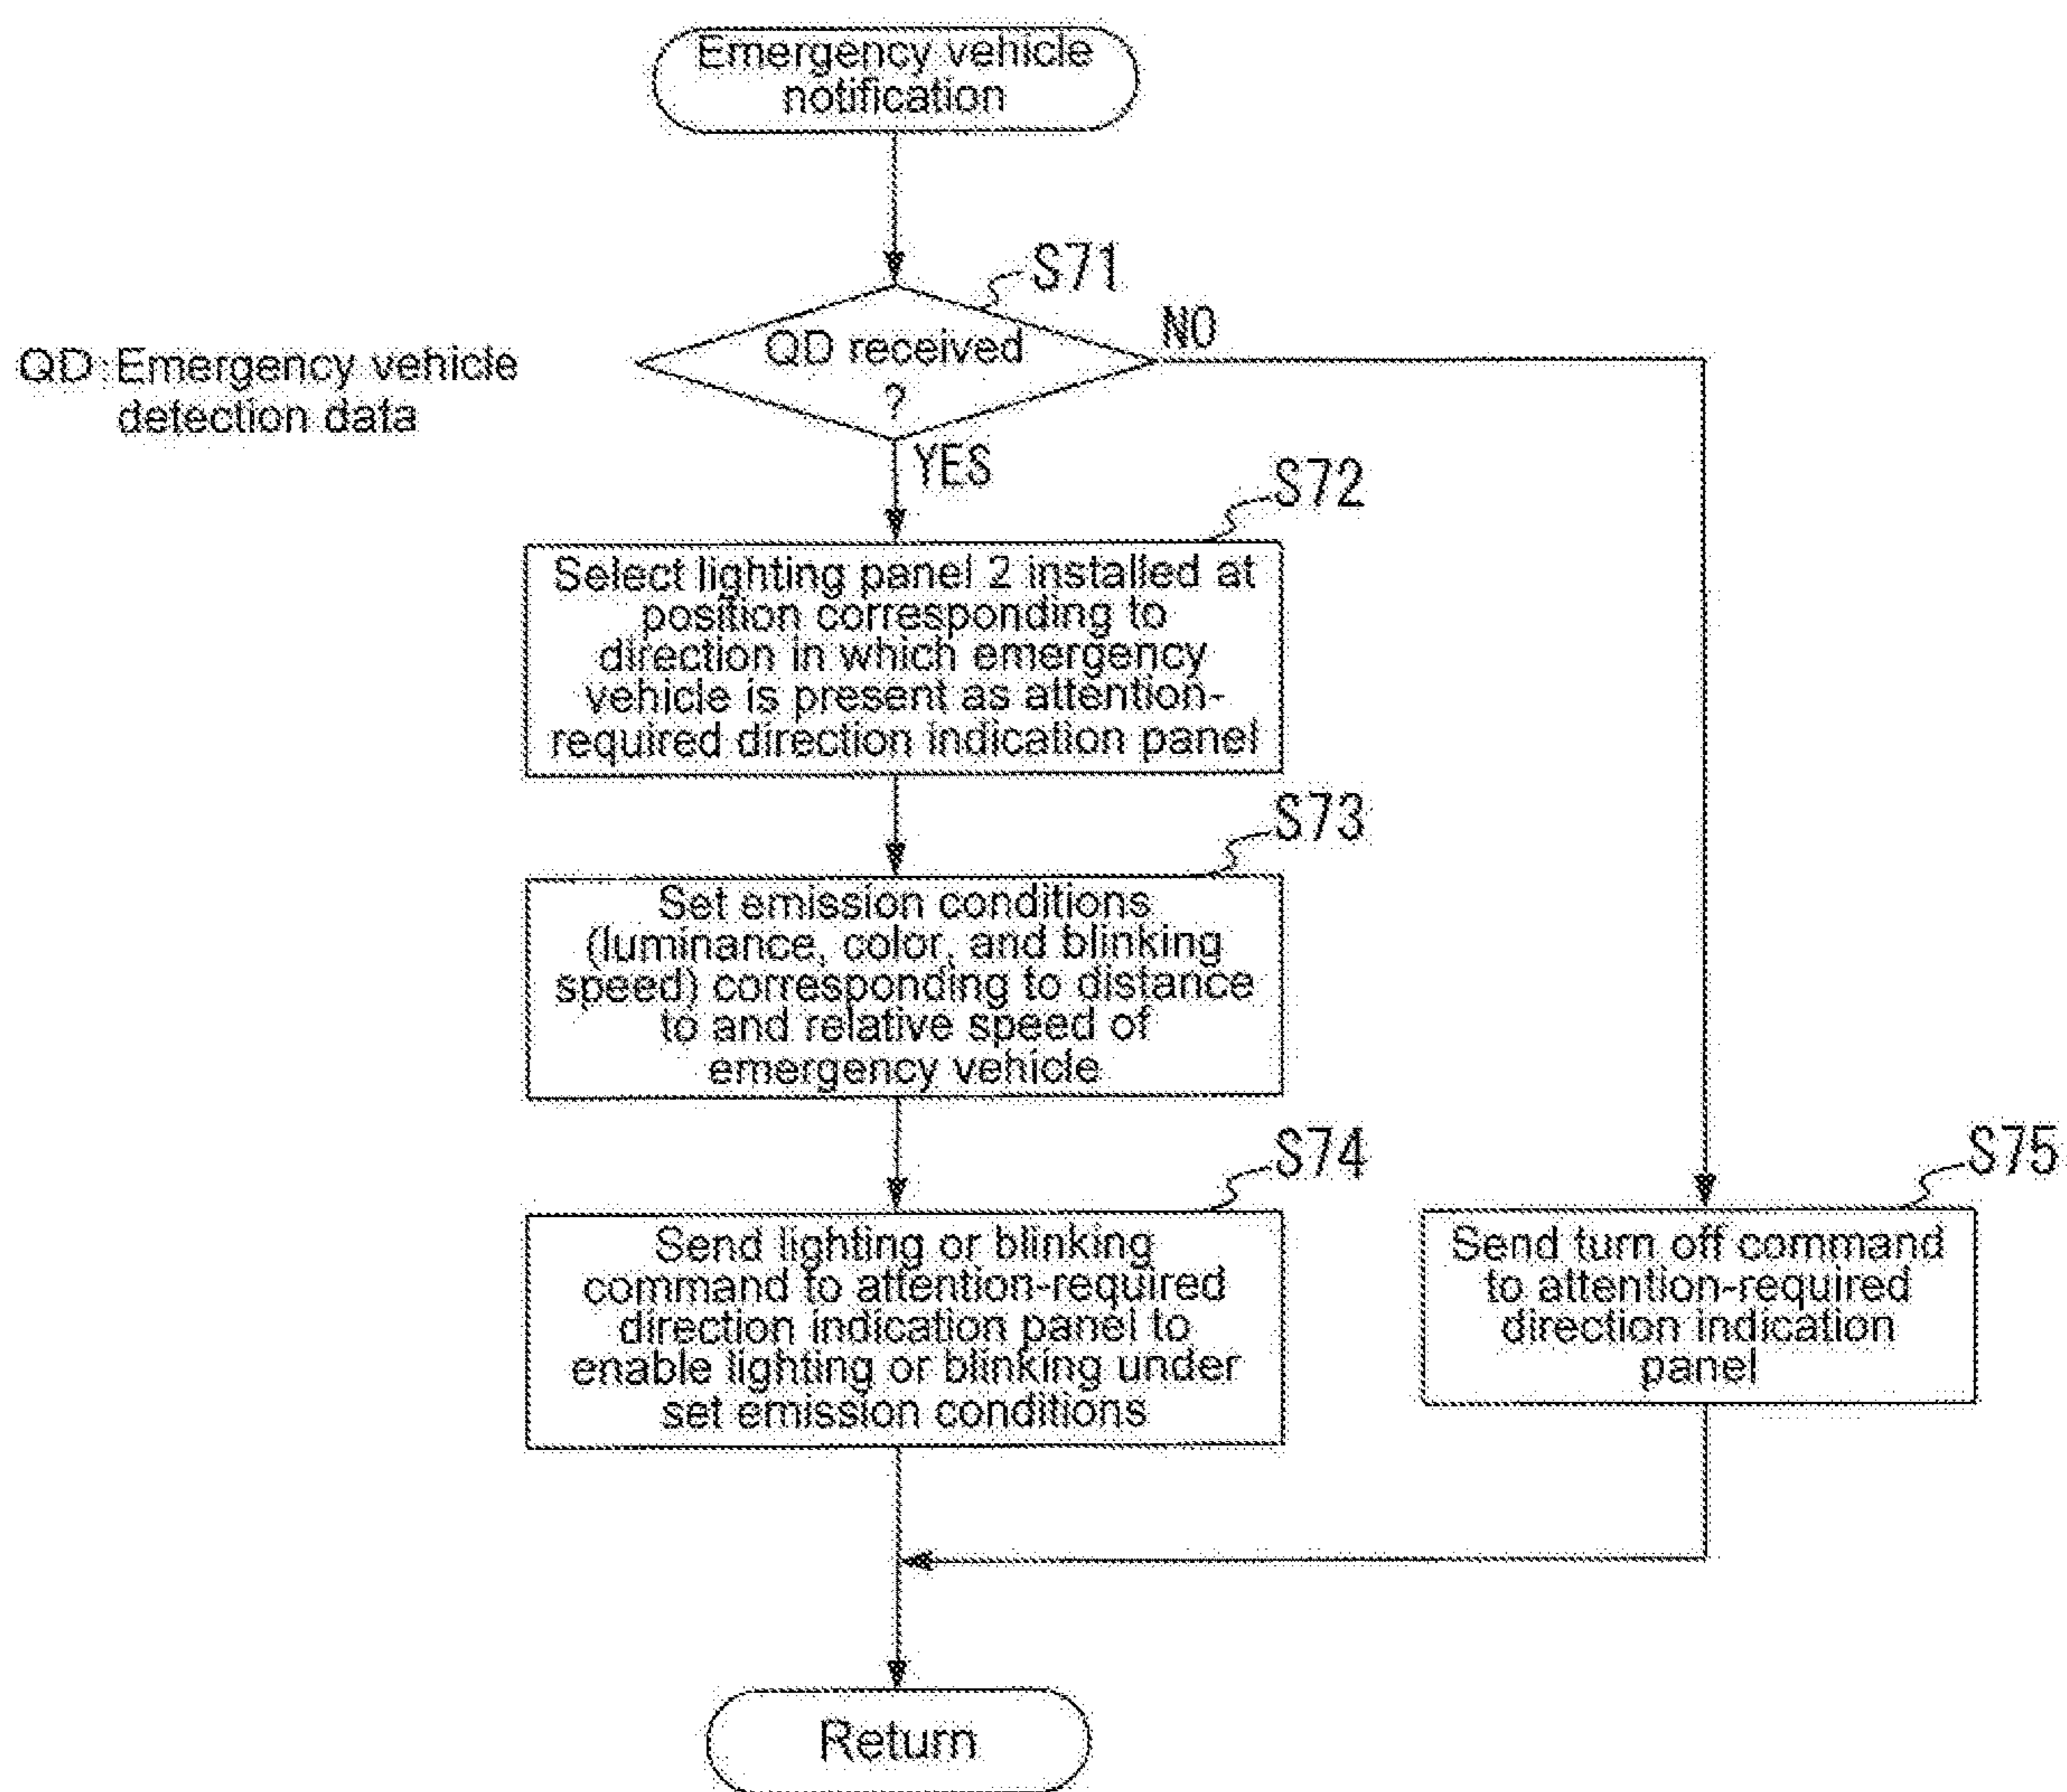 Emergency vehicle
notification
S71
QD received
?
NO
QD:Emergency vehicle
detection data
YES
S72
Select lighting panel 2 installed at
position corresponding to
direction in which emergency
vehicle is present as attention-
required direction indication panel
S73
Set emission conditions
(luminance, color, and blinking
speed) corresponding to distance
to and relative speed of
emergency vehicle
S74
Send lighting or blinking
command to attention-required
direction indication panel to
enable lighting or blinking under
set emission conditions
S75
Send turn off command
to attention-required
direction indication
panel
Return